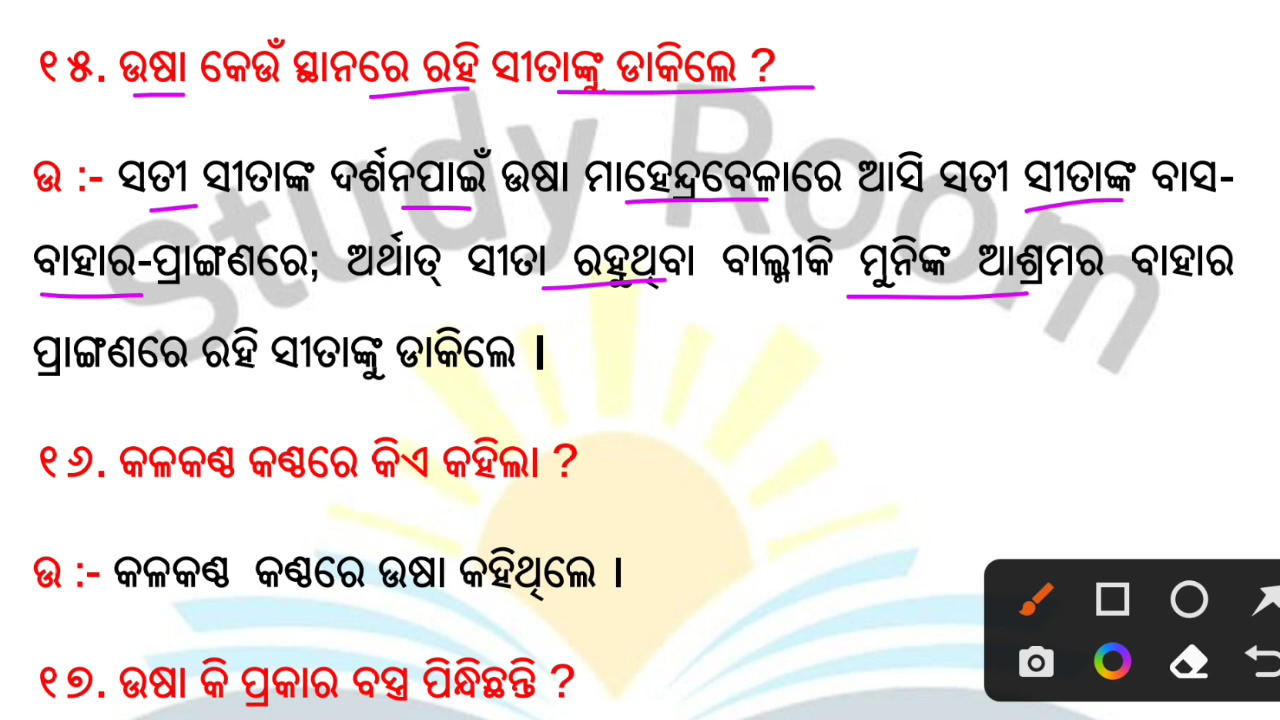 ୧୫. ଉଷା କେଉଁ ସ୍ଥାନରେ ରହି ସୀତାଙ୍କୁ ଡାକିଲେ ?
ଉ :- ସତୀ ସୀତାଙ୍କ ଦର୍ଶନପାଇଁ ଉଷା ମାହେନ୍ଦ୍ରବେଳାରେ ଆସି ସତୀ ସୀତାଙ୍କ ବାସ-
ବାହାର-ପ୍ରାଙ୍ଗଣରେ; ଅର୍ଥାତ୍ ସୀତା ରହୁଥିବା ବାଲ୍ମୀକି ମୁନିଙ୍କ ଆଶ୍ରମର ବାହାର
ପ୍ରାଙ୍ଗଣରେ ରହି ସୀତାଙ୍କୁ ଡାକିଲେ ।
୧୬. କଳକଣ୍ଠ କଣ୍ଠରେ କିଏ କହିଲା ?
ଉ :- କଳକଣ୍ଠ କଣ୍ଠରେ ଉଷା କହିଥିଲେ ।
୧୭. ଉଷା କି ପ୍ରକାର ବସ୍ତ୍ର ପିନ୍ଧିଛନ୍ତି ?
Study Room